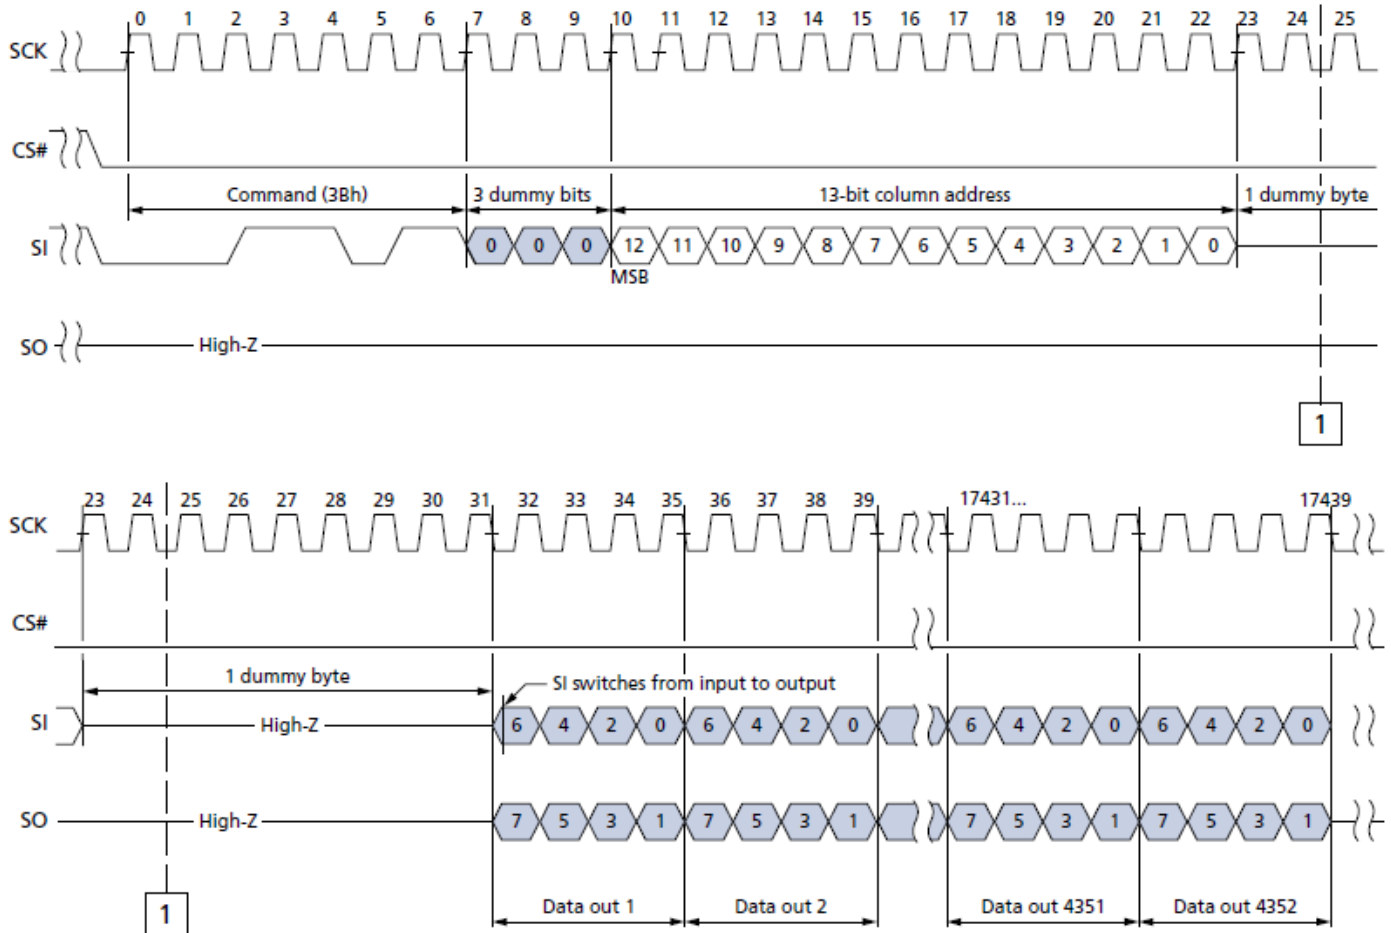 0 1 2 3 4 5 6 7 8 9 10 11 12 13 14 15 16 17 18 19 20 21 22 23 24 25
SCK
CS#
Command (3Bh) 3 dummy bits 13-bit column address 1 dummy byte
SI 0 0 0 12 11 10 9 8 7 6 5 4 3 2 1 0
MSB
SO High-Z
1
23 24 25 26 27 28 29 30 31 32 33 34 35 36 37 38 39 17431... 17439
SCK
CS#
1 dummy byte
SI switches from input to output
SI High-Z 6 4 2 0 6 4 2 0 6 4 2 0 6 4 2 0
SO High-Z 7 5 3 1 7 5 3 1 7 5 3 1 7 5 3 1
1 Data out 1 Data out 2 Data out 4351 Data out 4352